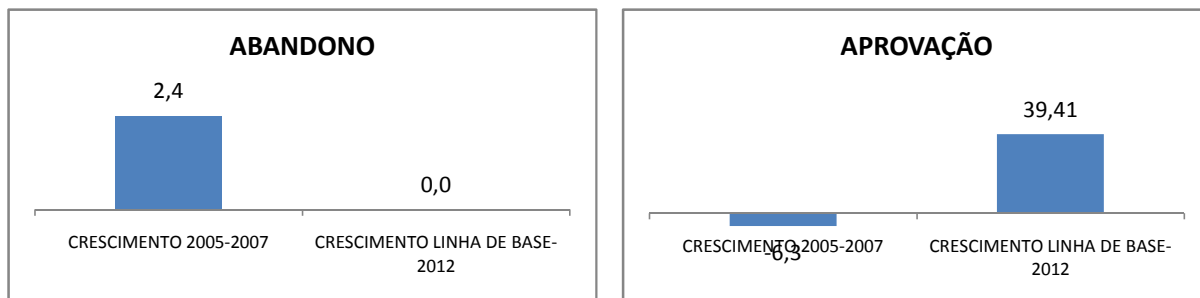 ABANDONO
2,4
0,0
CRESCIMENTO 2005-2007
CRESCIMENTO LINHA DE BASE-
2012
APROVAÇÃO
39,41
-6,3
CRESCIMENTO 2005-2007
CRESCIMENTO LINHA DE BASE-
2012